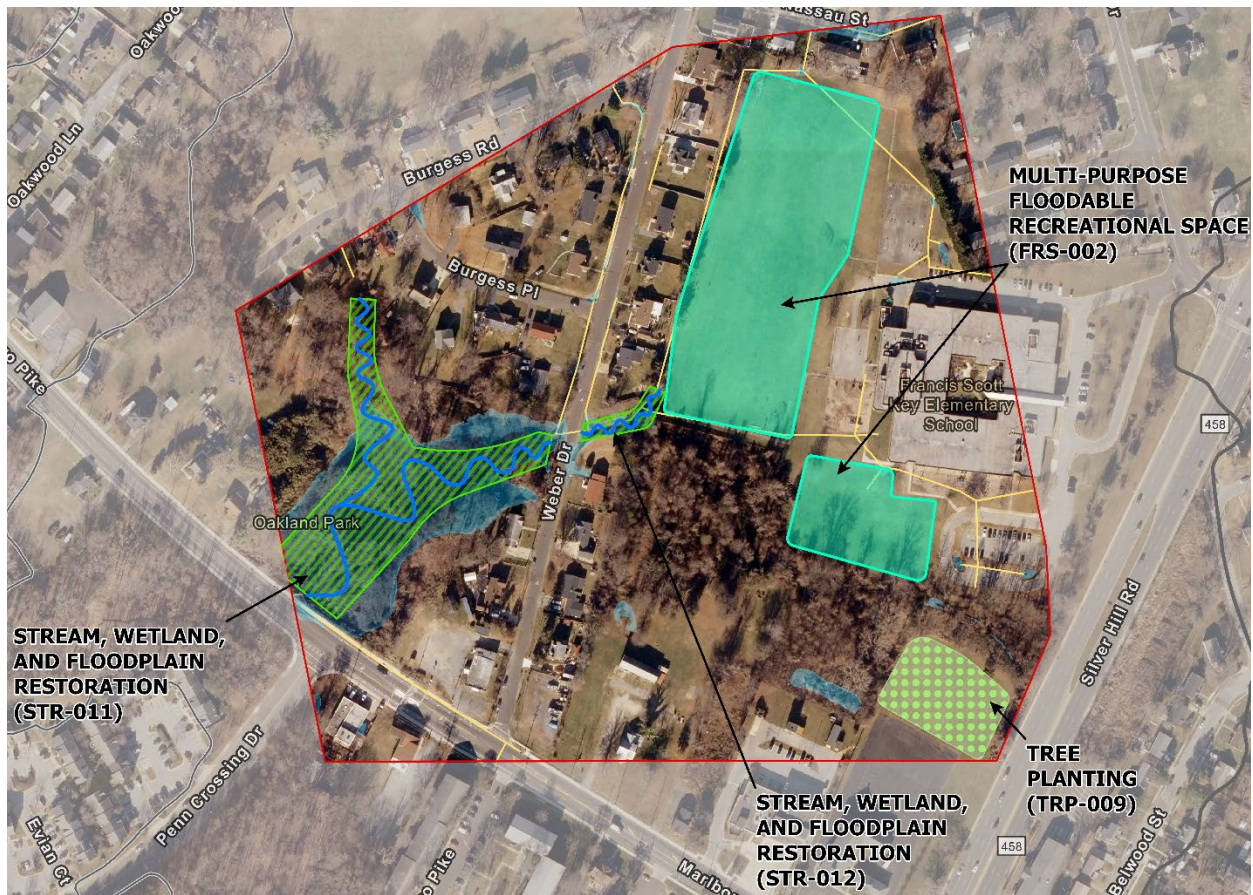 Nassau St
Oakwood
Oakwood Ln
Burgess Rd
MULTI-PURPOSE
FLOODABLE
RECREATIONAL SPACE
(FRS-002)
Burgess Pl
Francis Scott
Key Elementary
School
458
Weber Dr
Oakland Park
Silver Hill Rd
STREAM, WETLAND,
AND FLOODPLAIN
RESTORATION
(STR-011)
Penn Crossing Dr
TREE
PLANTING
(TRP-009)
STREAM, WETLAND,
AND FLOODPLAIN
RESTORATION
(STR-012)
458
Evian Ct
Pike
Marlbo
Belwood St